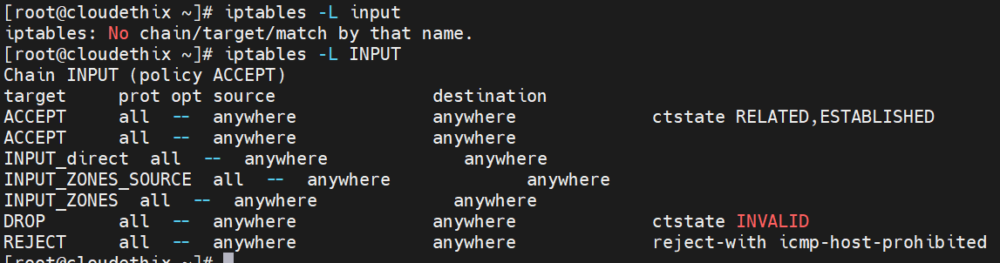 [root@cloudethix ~]# iptables -L input
iptables: No chain/target/match by that name.
[root@cloudethix ~]# iptables -L INPUT
Chain INPUT (policy ACCEPT)
target     prot opt source               destination
ACCEPT     all  --  anywhere             anywhere             ctstate RELATED,ESTABLISHED
ACCEPT     all  --  anywhere             anywhere
INPUT_direct  all  --  anywhere             anywhere
INPUT_ZONES_SOURCE  all  --  anywhere             anywhere
INPUT_ZONES  all  --  anywhere             anywhere
DROP       all  --  anywhere             anywhere             ctstate INVALID
REJECT     all  --  anywhere             anywhere             reject-with icmp-host-prohibited
[root@cloudethix ~]#